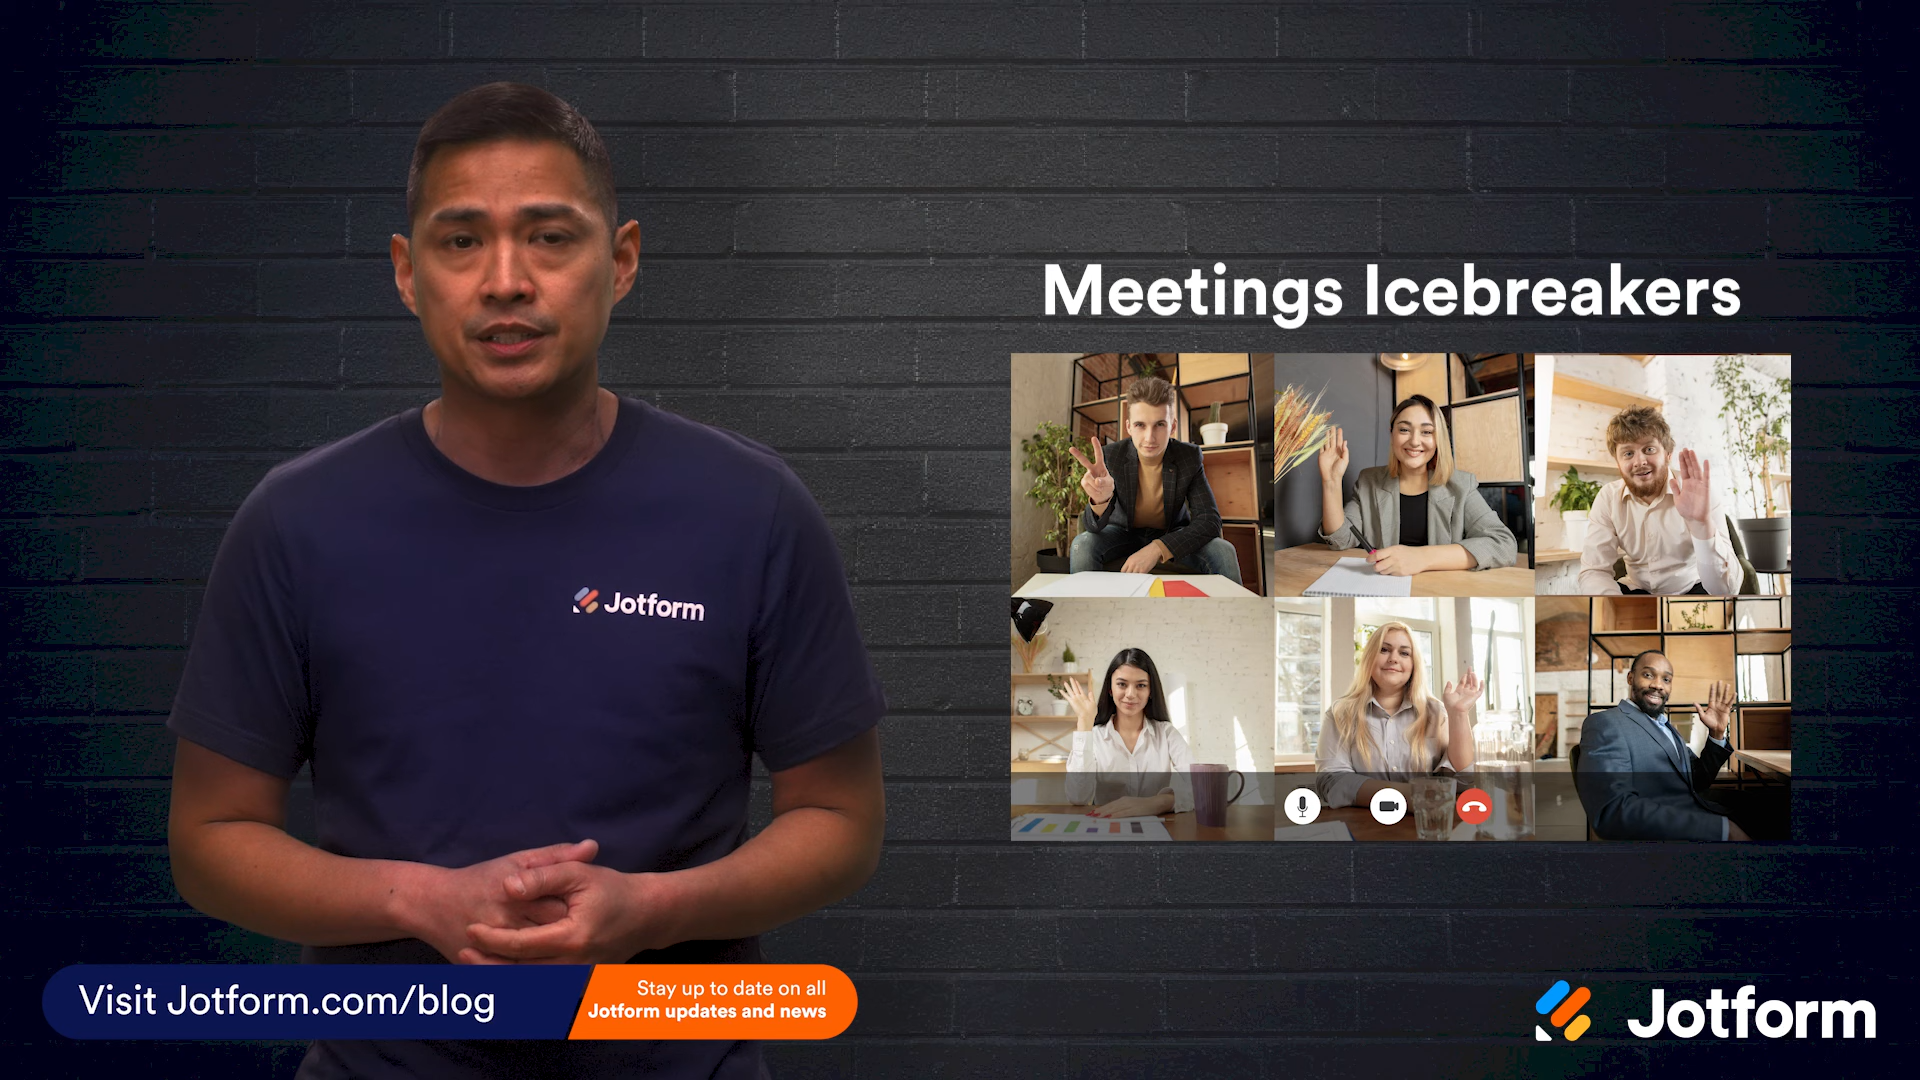 Meetings Icebreakers
Jotform
Visit Jotform.com/blog
Stay up to date on all
Jotform updates and news
Jotform